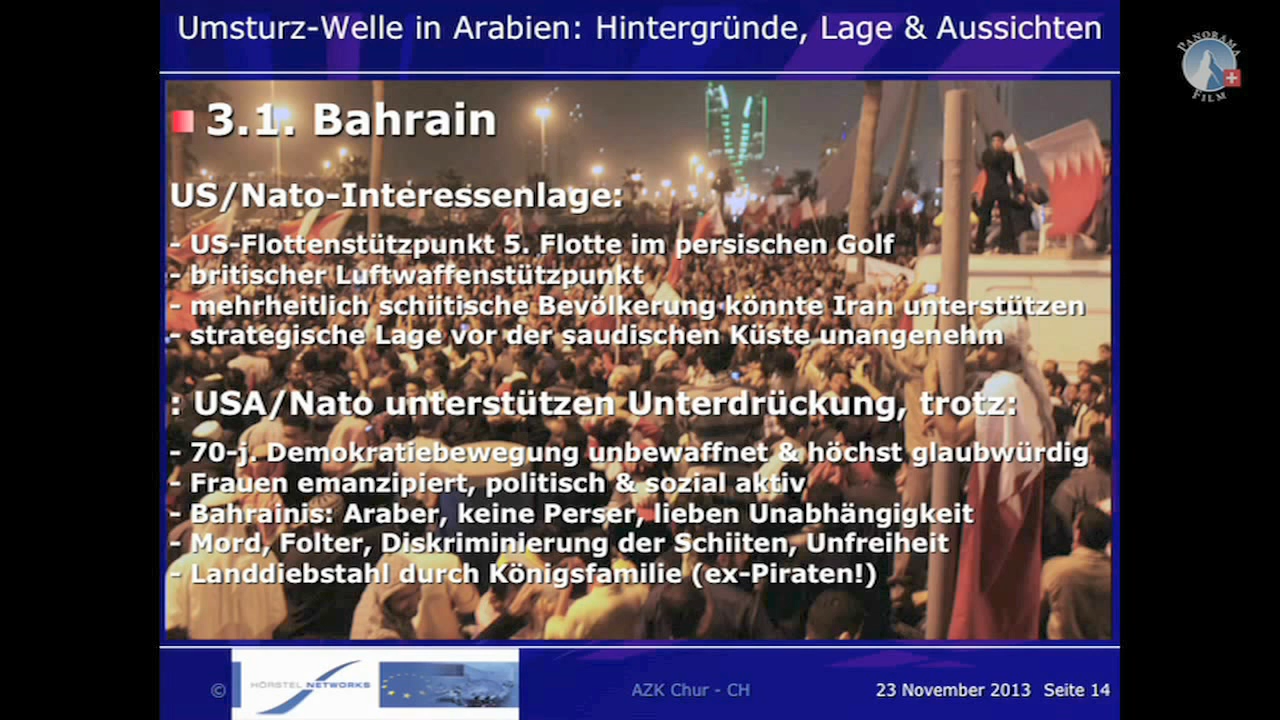 Umsturz-Welle in Arabien: Hintergründe, Lage & Aussichten
PANORAMA
FILM
3.1. Bahrain
US/Nato-Interessenlage:
- US-Flottenstützpunkt 5. Flotte im persischen Golf
- britischer Luftwaffenstützpunkt
- mehrheitlich schiitische Bevölkerung könnte Iran unterstützen
- strategische Lage vor der saudischen Küste unangenehm
: USA/Nato unterstützen Unterdrückung, trotz:
- 70-j. Demokratiebewegung unbewaffnet & höchst glaubwürdig
- Frauen emanzipiert, politisch & sozial aktiv
- Bahrainis: Araber, keine Perser, lieben Unabhängigkeit
- Mord, Folter, Diskriminierung der Schiiten, Unfreiheit
- Landdiebstahl durch Königsfamilie (ex-Piraten!)
© HÖRSTEL NETWORKS AZK Chur - CH 23 November 2013 Seite 14